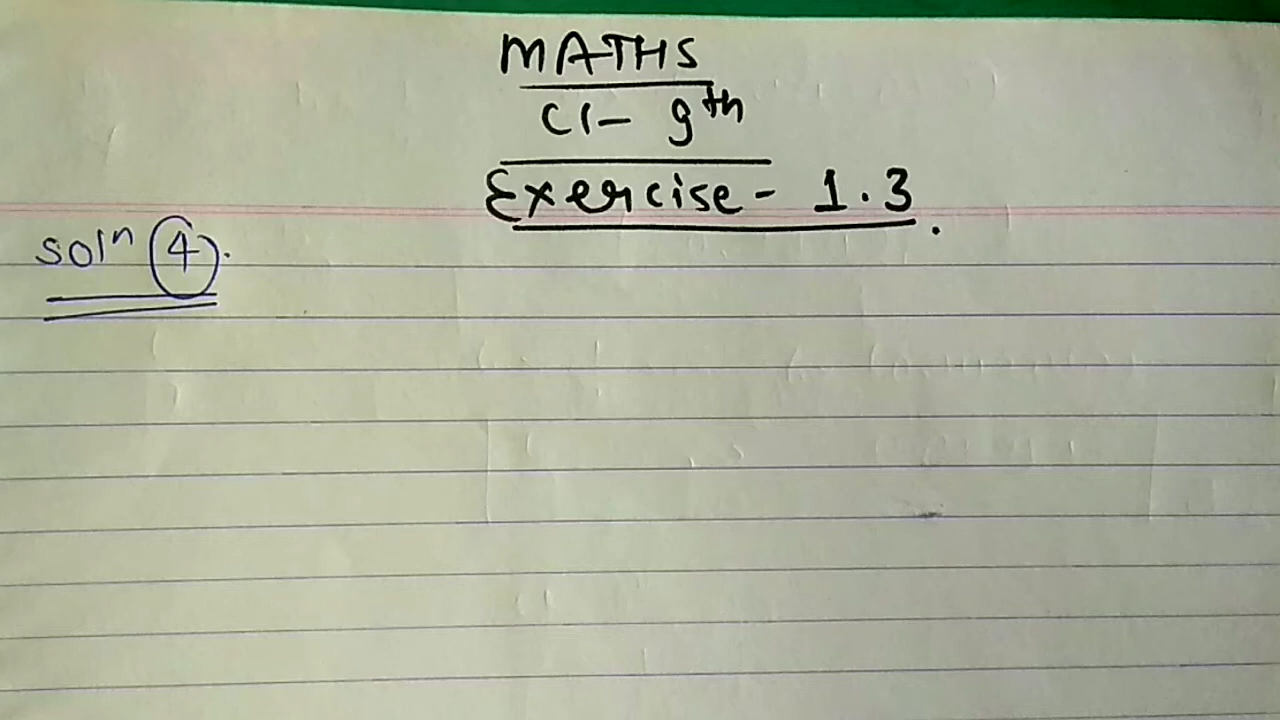 MATHS
Cl- 9th
Exercise- 1.3.
Soln (4).